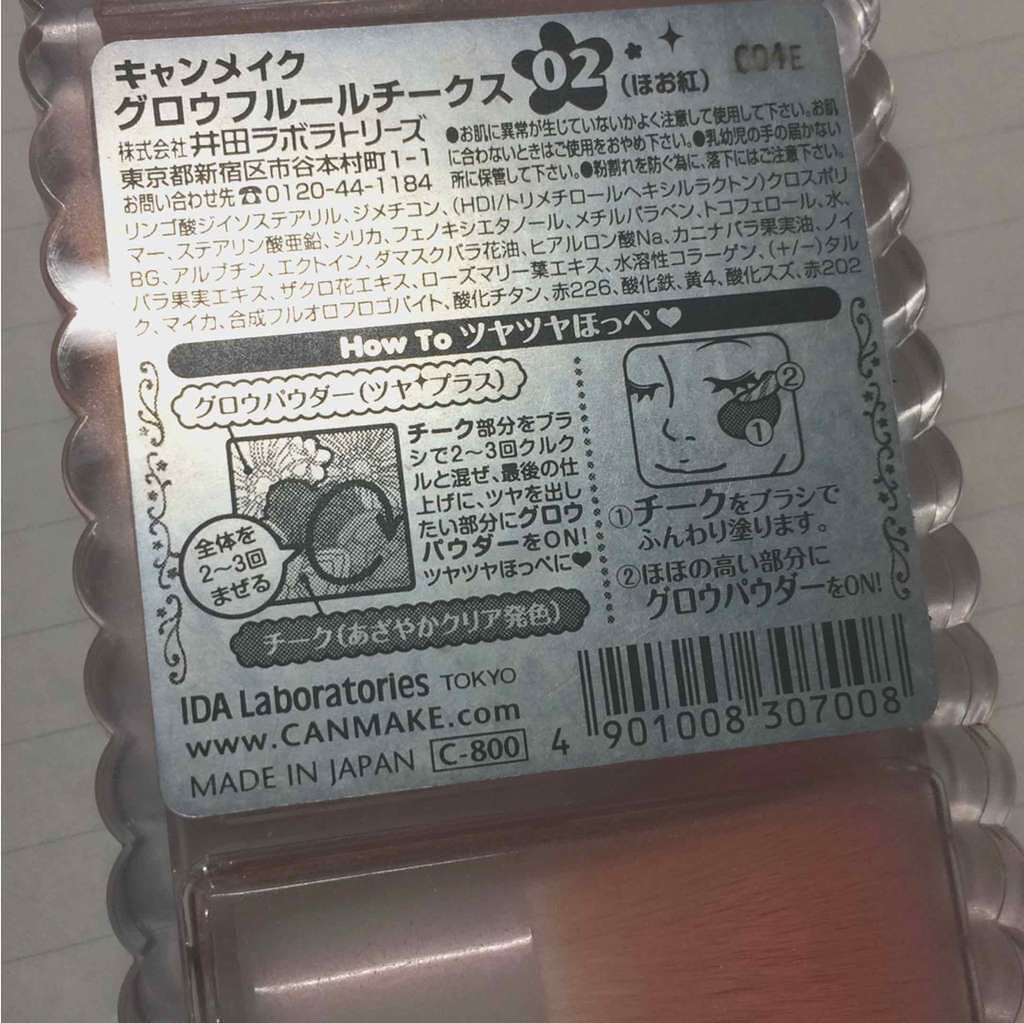 キャンメイク
グロウフルールチークス 02 (ほお紅) C04E
株式会社 井田ラボラトリーズ
東京都新宿区市谷本村町1-1
お問い合わせ先☎0120-44-1184
●お肌に異常が生じていないかよく注意して使用して下さい。お肌
に合わないときはご使用をおやめ下さい。●乳幼児の手の届かない
所に保管して下さい。●粉割れを防ぐ為に、落下にはご注意下さい。
リンゴ酸ジイソステアリル、ジメチコン、(HDI/トリメチロールヘキシルラクトン)クロスポリ
マー、ステアリン酸亜鉛、シリカ、フェノキシエタノール、メチルパラベン、トコフェロール、水、
BG、アルブチン、エクトイン、ダマスクバラ花油、ヒアルロン酸Na、カニナバラ果実油、ノイ
バラ果実エキス、ザクロ花エキス、ローズマリー葉エキス、水溶性コラーゲン、(+/−)タル
ク、マイカ、合成フルオロフロゴパイト、酸化チタン、赤226、酸化鉄、黄4、酸化スズ、赤202
How To ツヤツヤほっぺ♥
グロウパウダー(ツヤ✦プラス)
チーク部分をブラ
シで2〜3回クルク
ルと混ぜ、最後の仕
上げに、ツヤを出し
たい部分にグロウ
パウダーをON!
ツヤツヤほっぺに♥
全体を
2〜3回
まぜる
チーク(あざやかクリア発色)
②
①
①チークをブラシで
ふんわり塗ります。
②ほほの高い部分に
グロウパウダーをON!
IDA Laboratories TOKYO
www.CANMAKE.com
MADE IN JAPAN C-800
4 901008 307008